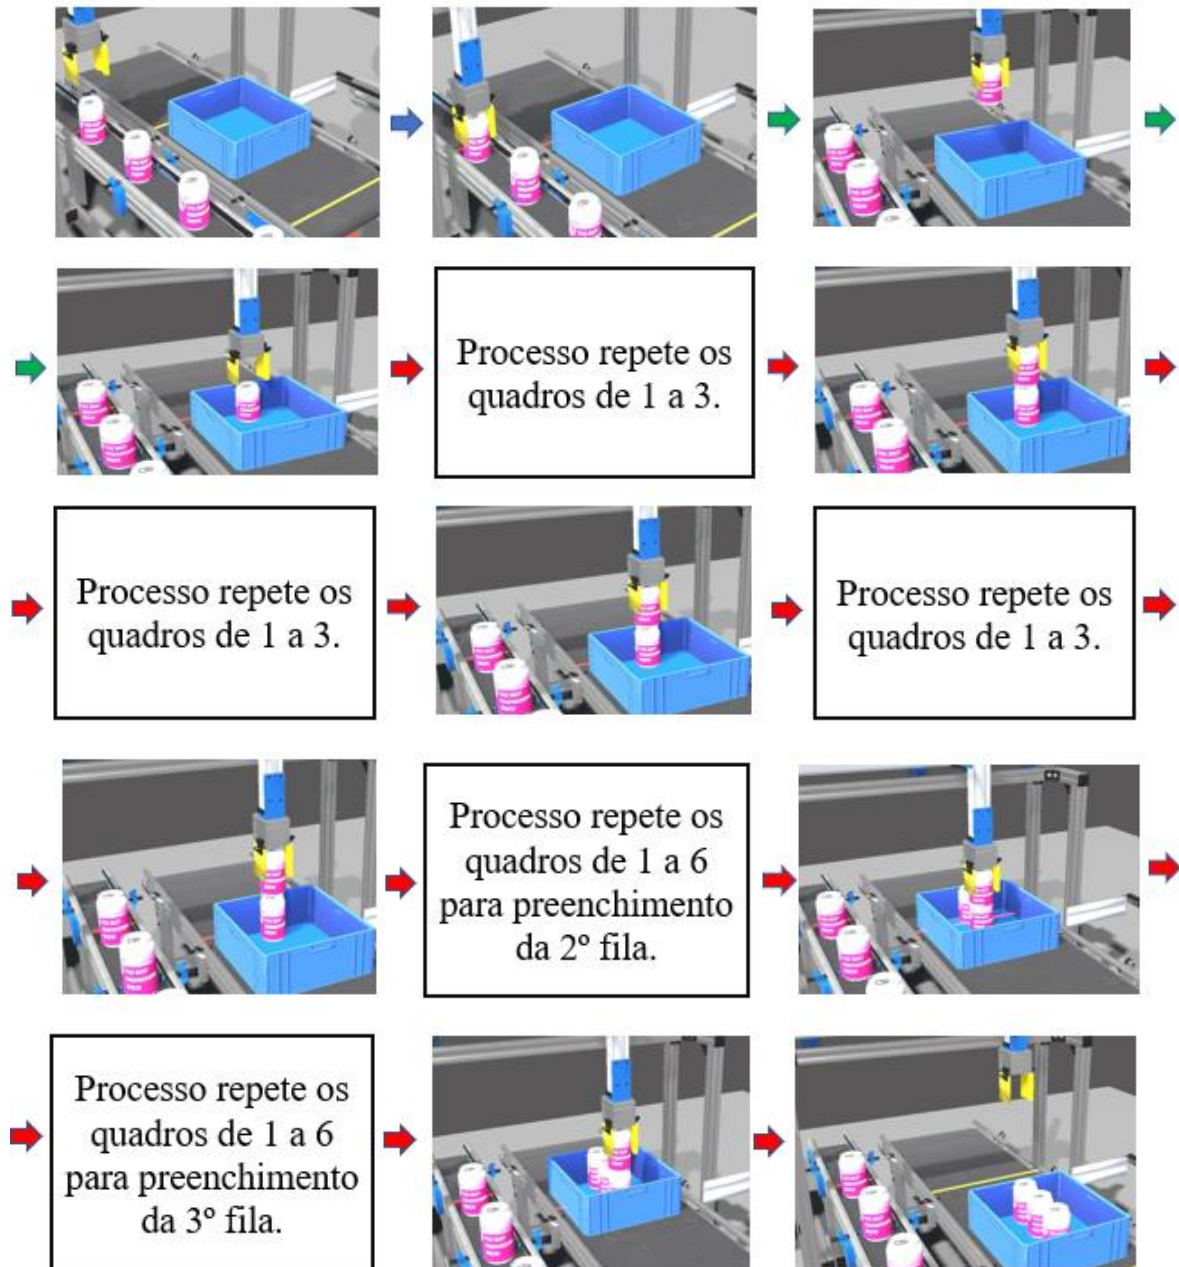 Processo repete os
quadros de 1 a 3.
Processo repete os
quadros de 1 a 3.
Processo repete os
quadros de 1 a 3.
Processo repete os
quadros de 1 a 6
para preenchimento
da 2º fila.
Processo repete os
quadros de 1 a 6
para preenchimento
da 3º fila.